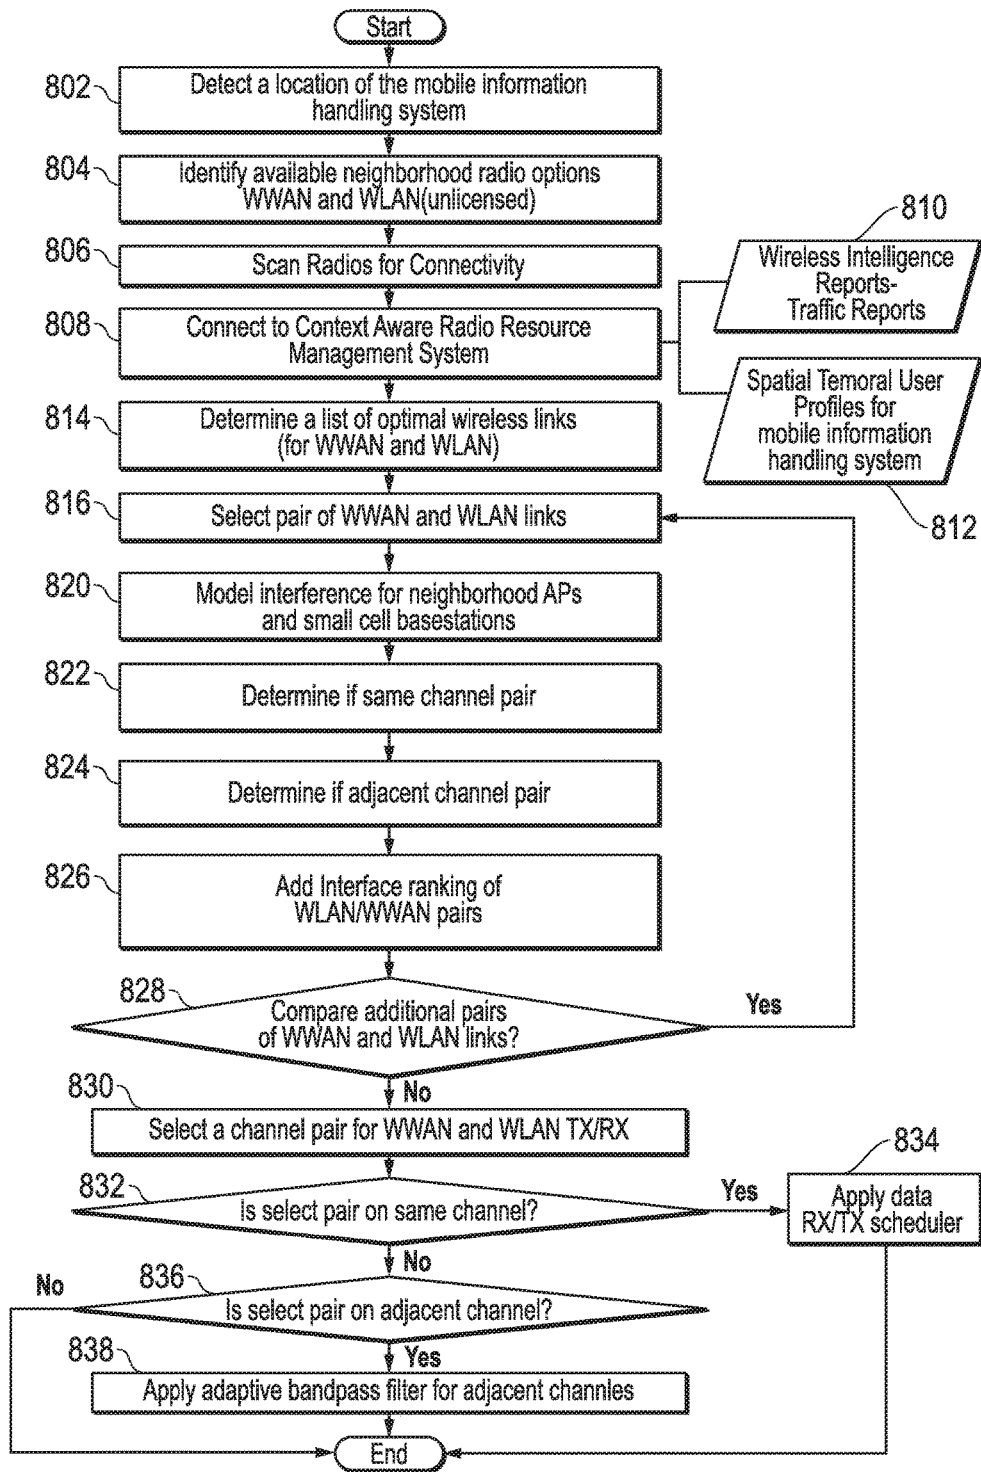 Start
802
Detect a location of the mobile information
handling system
804
Identify available neighborhood radio options
WWAN and WLAN(unlicensed)
806
Scan Radios for Connectivity
808
Connect to Context Aware Radio Resource
Management System
810
Wireless Intelligence
Reports-
Traffic Reports
Spatial Temoral User
Profiles for
mobile information
handling system
812
814
Determine a list of optimal wireless links
(for WWAN and WLAN)
816
Select pair of WWAN and WLAN links
820
Model interference for neighborhood APs
and small cell basestations
822
Determine if same channel pair
824
Determine if adjacent channel pair
826
Add Interface ranking of
WLAN/WWAN pairs
828
Compare additional pairs
of WWAN and WLAN links?
Yes
No
830
Select a channel pair for WWAN and WLAN TX/RX
832
Is select pair on same channel?
Yes
834
Apply data
RX/TX scheduler
No
836
Is select pair on adjacent channel?
No
Yes
838
Apply adaptive bandpass filter for adjacent channles
End